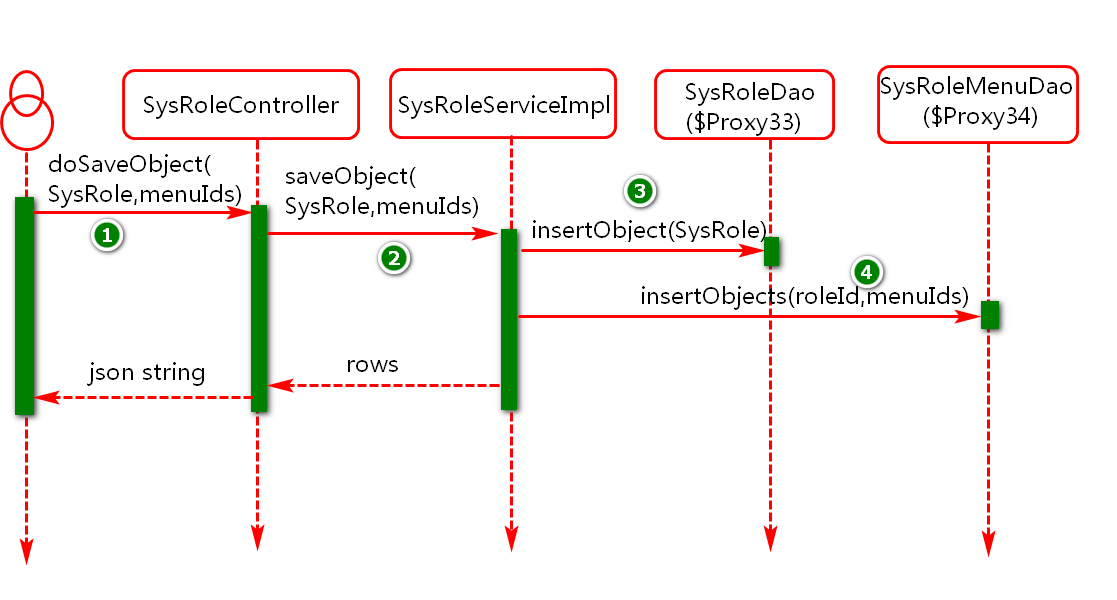 SysRoleController
SysRoleServiceImpl
SysRoleDao
($Proxy33)
SysRoleMenuDao
($Proxy34)
doSaveObject(
SysRole,menuIds)
1
saveObject(
SysRole,menuIds)
2
3
insertObject(SysRole)
4
insertObjects(roleId,menuIds)
rows
json string